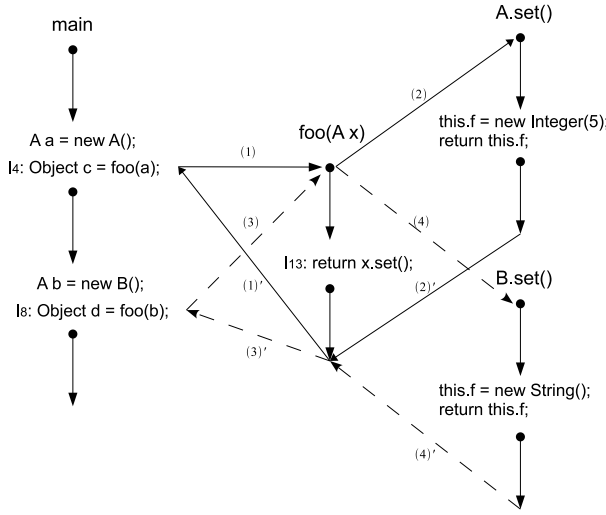 main
A a = new A();
l4: Object c = foo(a);
A b = new B();
l8: Object d = foo(b);
foo(A x)
l13: return x.set();
A.set()
this.f = new Integer(5);
return this.f;
B.set()
this.f = new String();
return this.f;
(1)
(2)
(3)
(4)
(1)'
(2)'
(3)'
(4)'